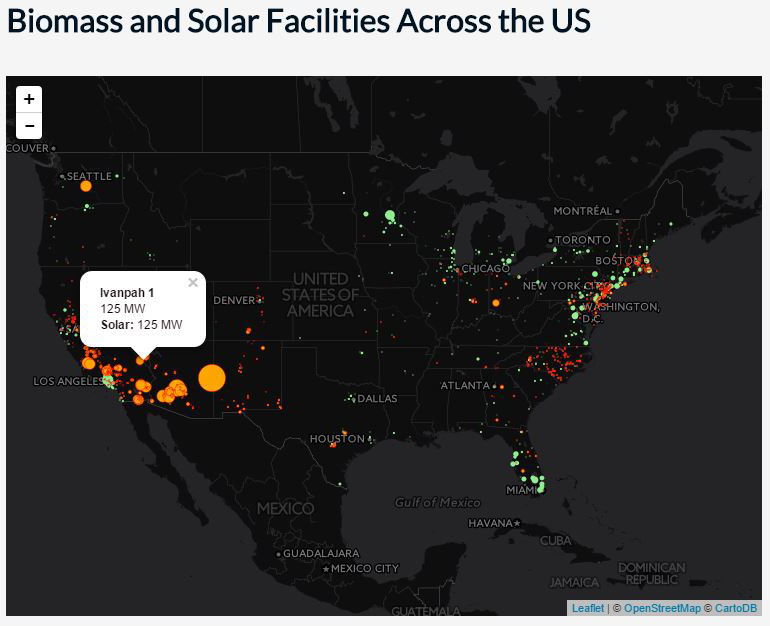 Biomass and Solar Facilities Across the US
+
−
COUVER
SEATTLE
MONTRÉAL
TORONTO
BOSTON
CHICAGO
NEW YORK CITY
WASHINGTON,
D.C.
UNITED
STATES OF
AMERICA
DENVER
×
Ivanpah 1
125 MW
Solar: 125 MW
SA
LOS ANGELES
ATLANTA
DALLAS
HOUSTON
MIAMI
Gulf of Mexico
MEXICO
HAVANA
CUBA
GUADALAJARA
MEXICO CITY
DOMINICAN
REPUBLIC
JAMAICA
GUATEMALA
Leaflet | © OpenStreetMap © CartoDB